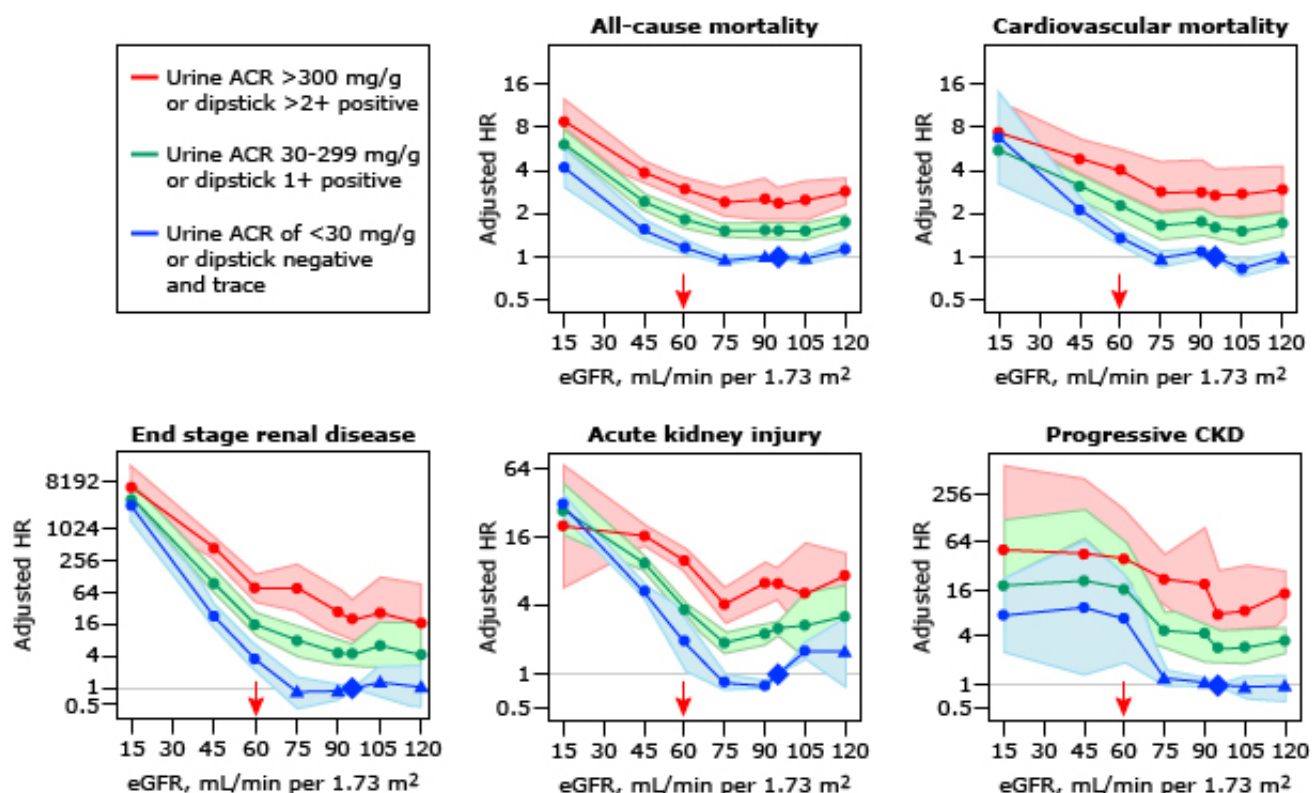 Urine ACR >300 mg/g
or dipstick >2+ positive
Urine ACR 30-299 mg/g
or dipstick 1+ positive
Urine ACR of <30 mg/g
or dipstick negative
and trace
All-cause mortality
Adjusted HR
16
8
4
2
1
0.5
15 30 45 60 75 90 105 120
eGFR, mL/min per 1.73 m²
Cardiovascular mortality
Adjusted HR
16
8
4
2
1
0.5
15 30 45 60 75 90 105 120
eGFR, mL/min per 1.73 m²
End stage renal disease
Adjusted HR
8192
1024
256
64
16
4
1
0.5
15 30 45 60 75 90 105 120
eGFR, mL/min per 1.73 m²
Acute kidney injury
Adjusted HR
64
16
4
1
0.5
15 30 45 60 75 90 105 120
eGFR, mL/min per 1.73 m²
Progressive CKD
Adjusted HR
256
64
16
4
1
0.5
15 30 45 60 75 90 105 120
eGFR, mL/min per 1.73 m²